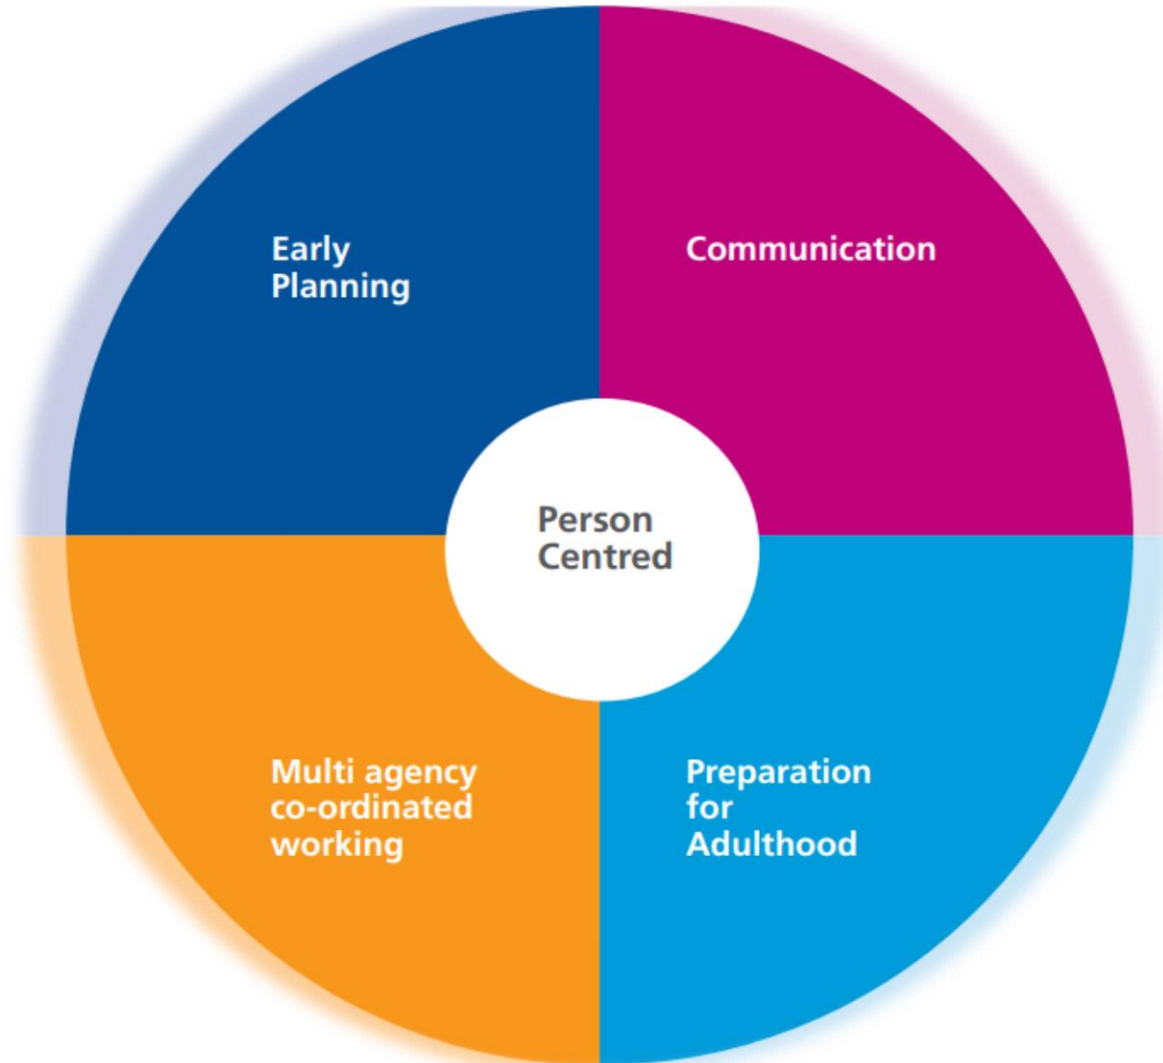 Early
Planning
Communication
Person
Centred
Multi agency
co-ordinated
working
Preparation
for
Adulthood